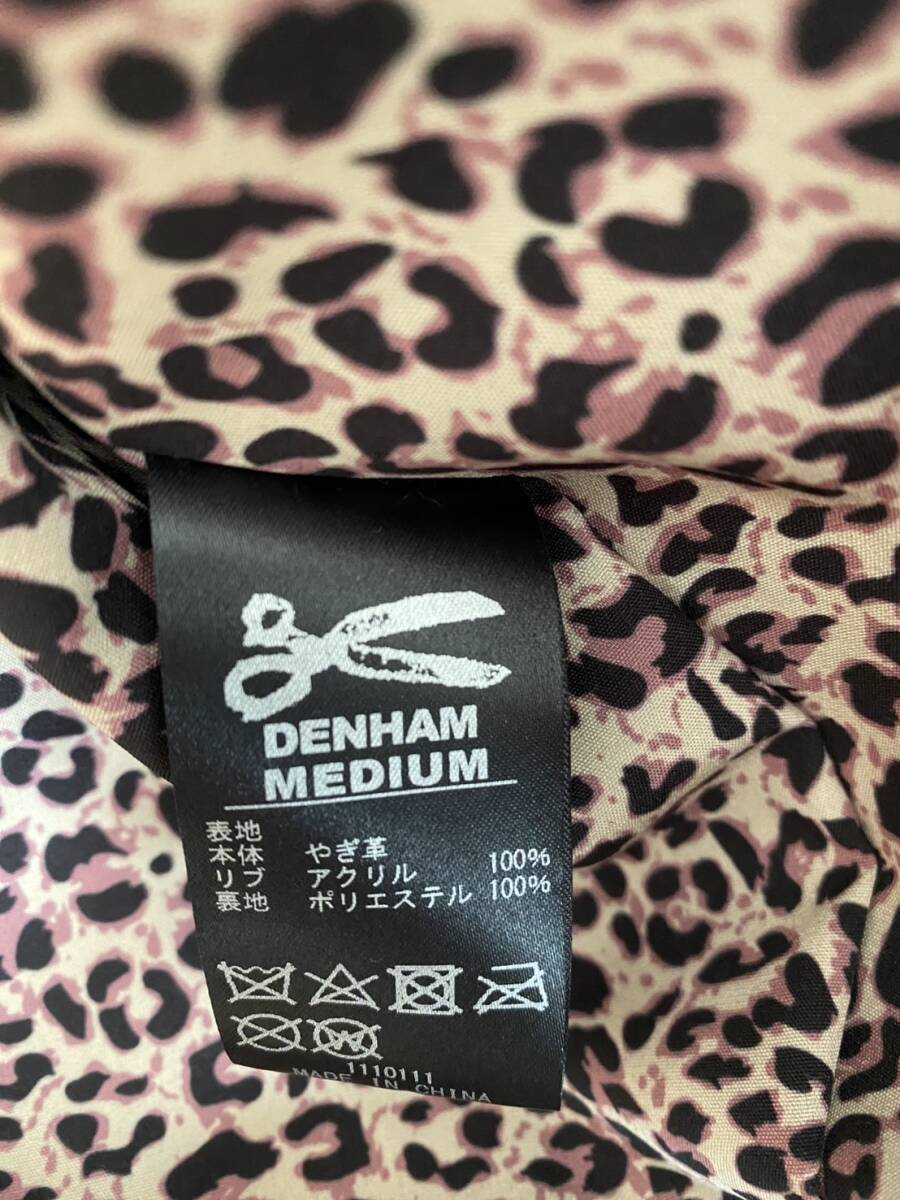 DENHAM
MEDIUM
表地
本体 やぎ革
リブ アクリル 100%
裏地 ポリエステル 100%
W
1110111
MADE IN CHINA